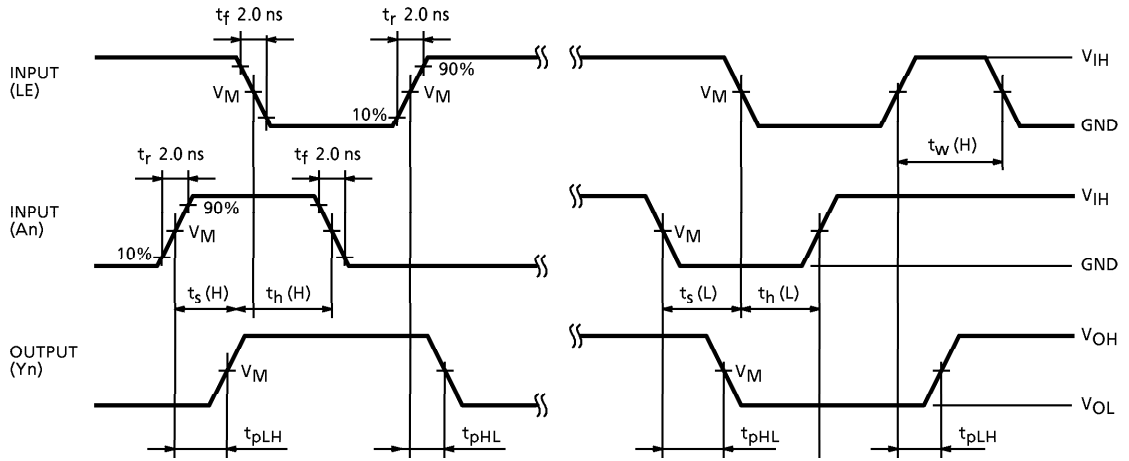 tf 2.0 ns
tr 2.0 ns
INPUT
(LE)
VM
90%
10%
VM
VM
VIH
GND
tw (H)
tr 2.0 ns
tf 2.0 ns
INPUT
(An)
90%
VM
10%
VM
VIH
GND
ts (H)
th (H)
ts (L)
th (L)
OUTPUT
(Yn)
VM
VM
VOH
VOL
tpLH
tpHL
tpHL
tpLH